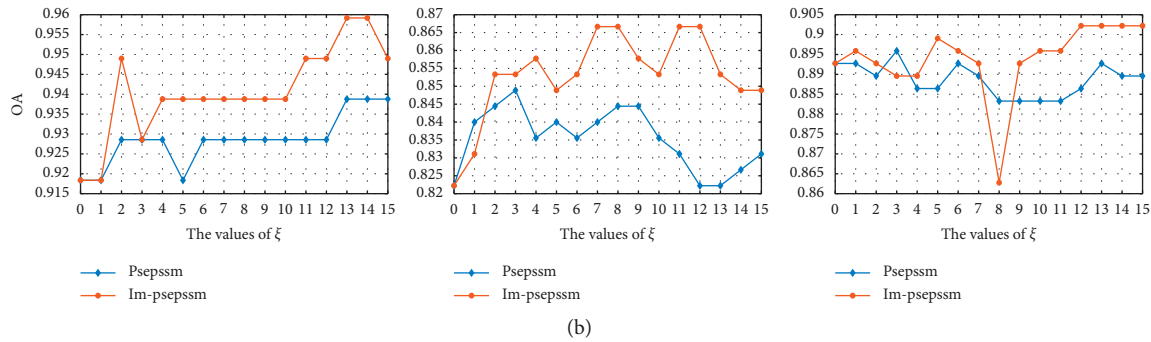 OA
0.96
0.955
0.95
0.945
0.94
0.935
0.93
0.925
0.92
0.915
0 1 2 3 4 5 6 7 8 9 10 11 12 13 14 15
The values of ξ
Psepssm
Im-psepssm
0.87
0.865
0.86
0.855
0.85
0.845
0.84
0.835
0.83
0.825
0.82
0 1 2 3 4 5 6 7 8 9 10 11 12 13 14 15
The values of ξ
Psepssm
Im-psepssm
0.905
0.9
0.895
0.89
0.885
0.88
0.875
0.87
0.865
0.86
0 1 2 3 4 5 6 7 8 9 10 11 12 13 14 15
The values of ξ
Psepssm
Im-psepssm
(b)